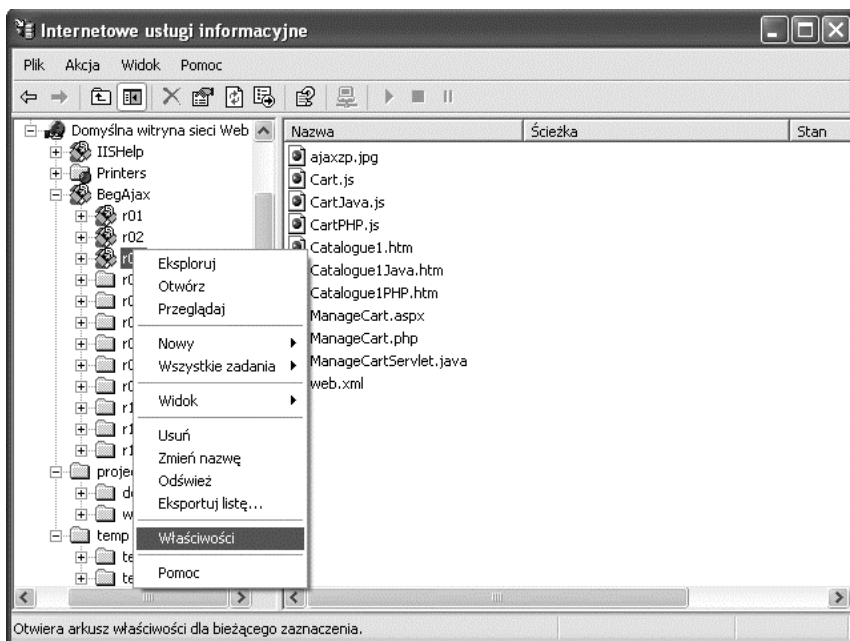 Internetowe usługi informacyjne
Plik Akcja Widok Pomoc
Domyślna witryna sieci Web
IISHelp
Printers
BegAjax
r01
r02
Eksploruj
Otwórz
Przeglądaj
Nowy
Wszystkie zadania
Widok
Usuń
Zmień nazwę
Odśwież
Eksportuj listę...
Właściwości
Pomoc
temp
Nazwa Ścieżka Stan
ajaxzp.jpg
Cart.js
CartJava.js
CartPHP.js
Catalogue1.htm
Catalogue1Java.htm
Catalogue1PHP.htm
ManageCart.aspx
ManageCart.php
ManageCartServlet.java
web.xml
Otwiera arkusz właściwości dla bieżącego zaznaczenia.